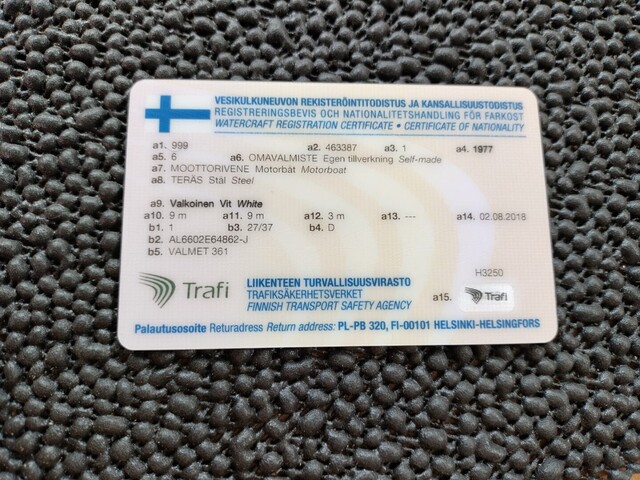 VESIKULKUNEUVON REKISTERÖINTITODISTUS JA KANSALLISUUSTODISTUS
REGISTRERINGSBEVIS OCH NATIONALITETSHANDLING FÖR FARKOST
WATERCRAFT REGISTRATION CERTIFICATE • CERTIFICATE OF NATIONALITY
a1. 999 a2. 463387 a3. 1 a4. 1977
a5. 6 a6. OMAVALMISTE Egen tillverkning Self-made
a7. MOOTTORIVENE Motorbåt Motorboat
a8. TERÄS Stål Steel
a9. Valkoinen Vit White
a10. 9 m a11. 9 m a12. 3 m a13. --- a14. 02.08.2018
b1. 1 b3. 27/37 b4. D
b2. AL6602E64862-J
b5. VALMET 361
H3250
Trafi LIIKENTEEN TURVALLISUUSVIRASTO
TRAFIKSÄKERHETSVERKET
FINNISH TRANSPORT SAFETY AGENCY a15. Trafi
Palautusosoite Returadress Return address: PL-PB 320, FI-00101 HELSINKI-HELSINGFORS